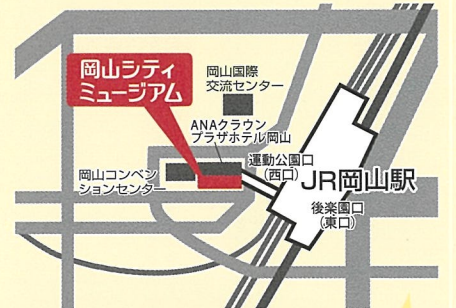 岡山シティ
ミュージアム
岡山国際
交流センター
ANAクラウン
プラザホテル岡山
運動公園口
(西口)
JR岡山駅
岡山コンベン
ションセンター
後楽園口
(東口)